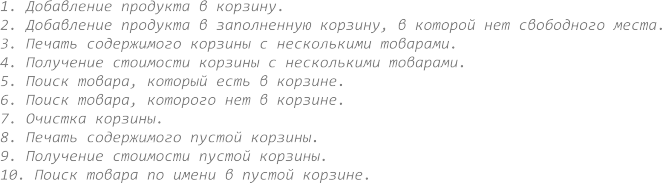 1. Добавление продукта в корзину.
2. Добавление продукта в заполненную корзину, в которой нет свободного места.
3. Печать содержимого корзины с несколькими товарами.
4. Получение стоимости корзины с несколькими товарами.
5. Поиск товара, который есть в корзине.
6. Поиск товара, которого нет в корзине.
7. Очистка корзины.
8. Печать содержимого пустой корзины.
9. Получение стоимости пустой корзины.
10. Поиск товара по имени в пустой корзине.